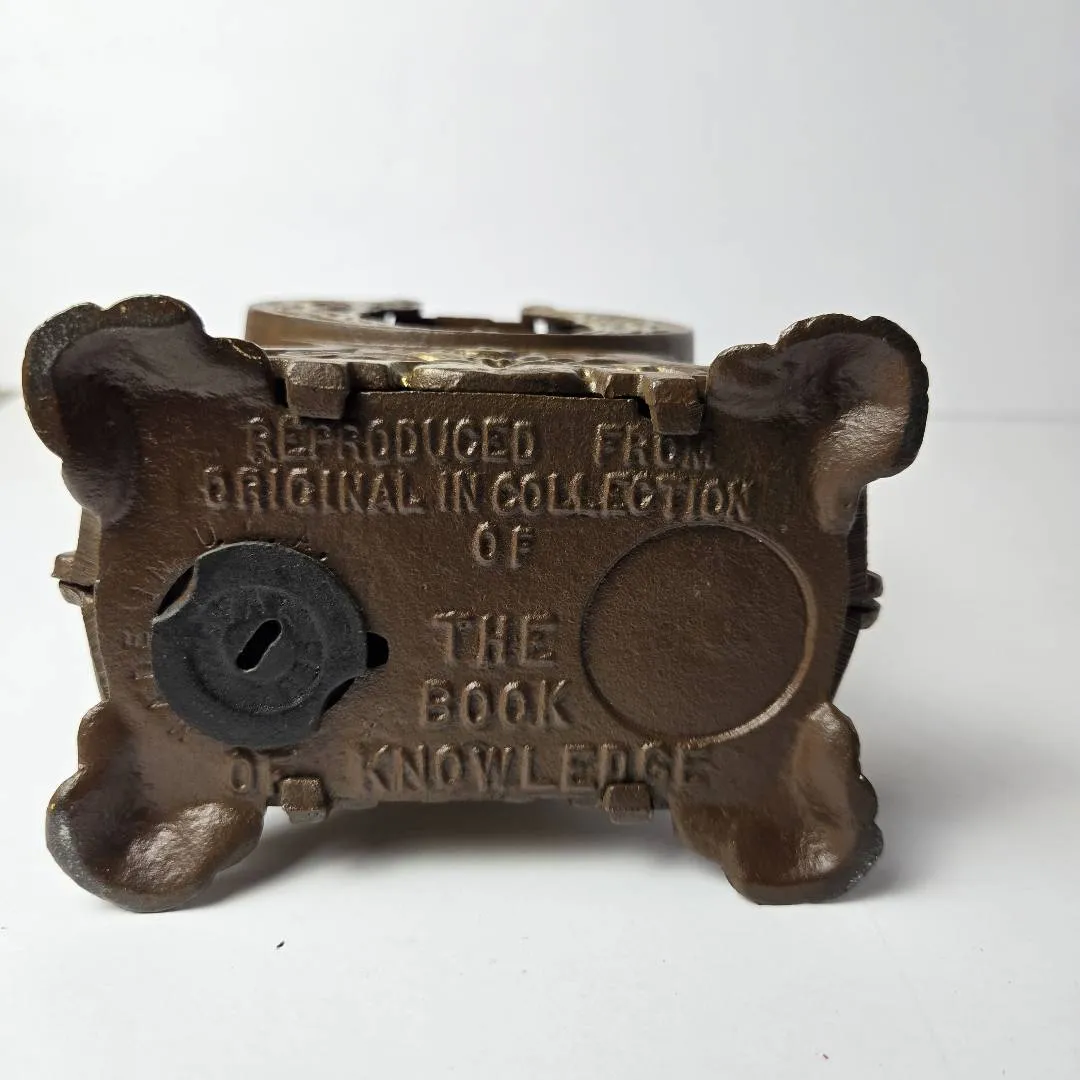 REPRODUCED FROM
ORIGINAL IN COLLECTION
OF
THE
BOOK
OF KNOWLEDGE